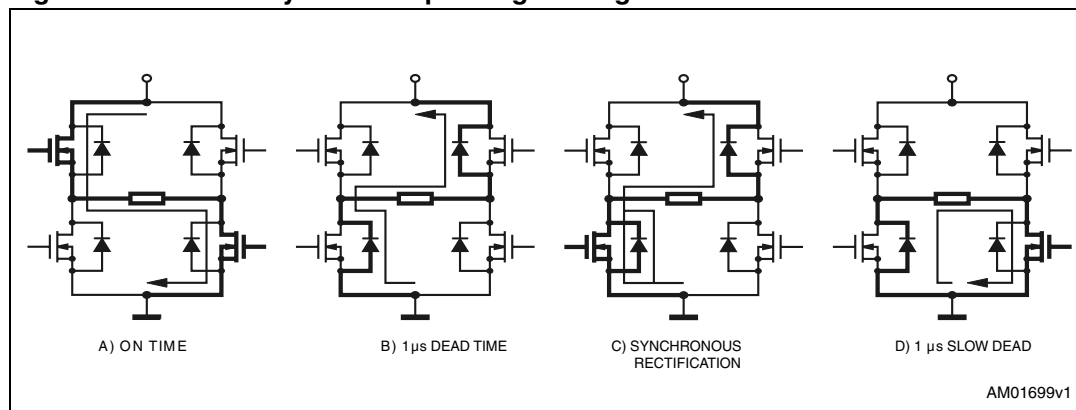 A) ON TIME
B) 1μs DEAD TIME
C) SYNCHRONOUS
RECTIFICATION
D) 1 μs SLOW DEAD
AM01699v1